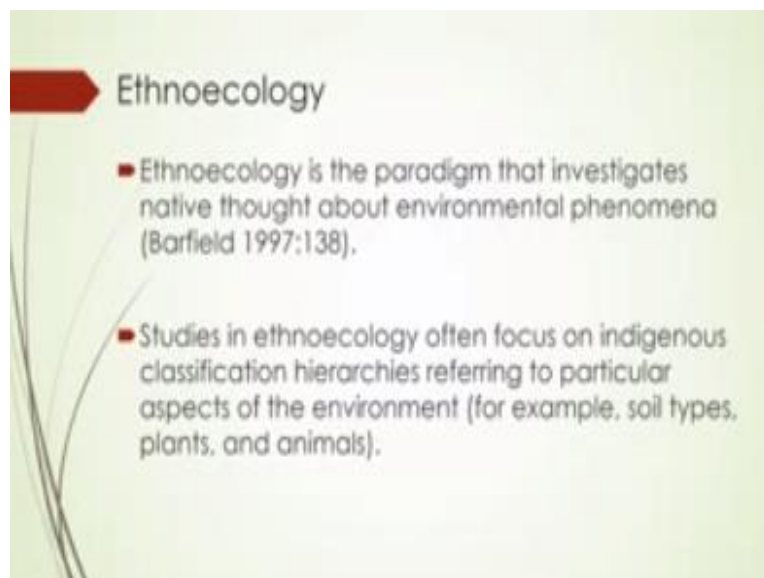 Ethnoecology
Ethnoecology is the paradigm that investigates
native thought about environmental phenomena
(Barfield 1997:138).
Studies in ethnoecology often focus on indigenous
classification hierarchies referring to particular
aspects of the environment (for example, soil types,
plants, and animals).